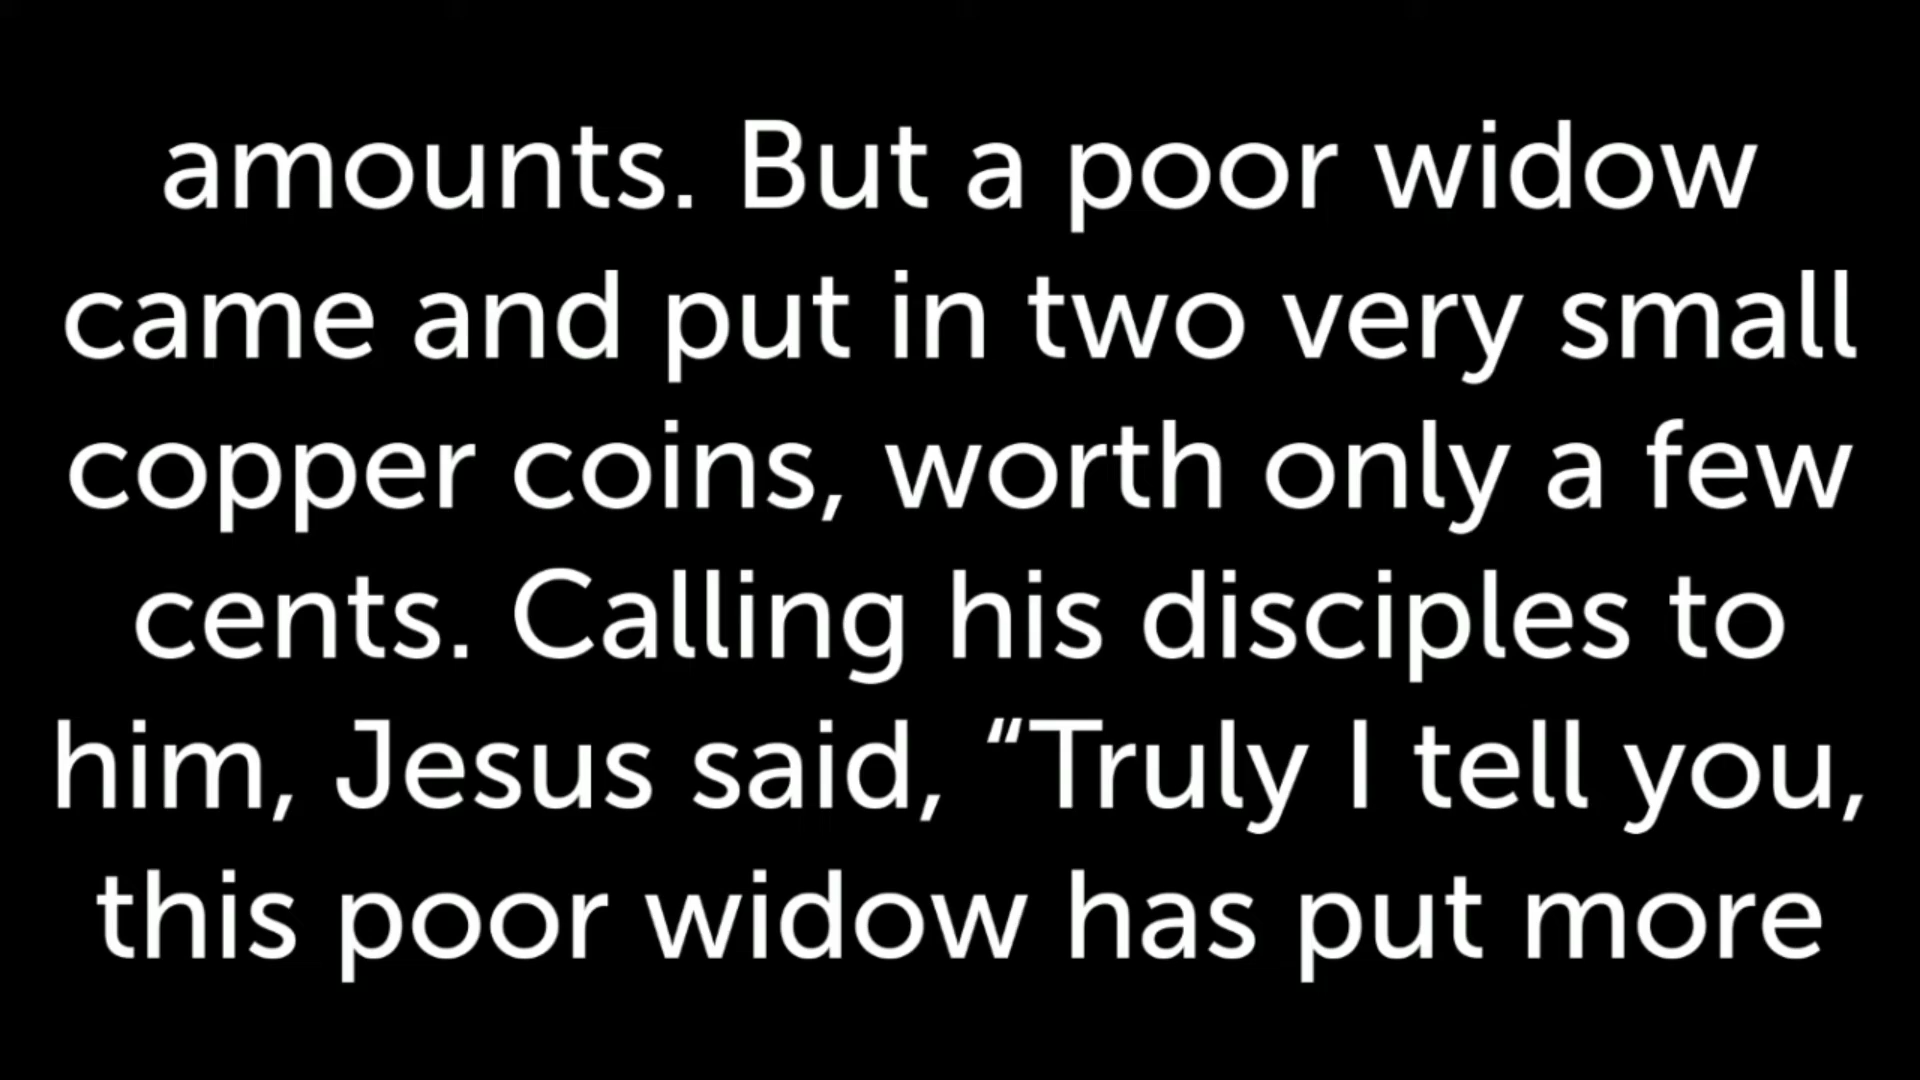 amounts. But a poor widow
came and put in two very small
copper coins, worth only a few
cents. Calling his disciples to
him, Jesus said, “Truly I tell you,
this poor widow has put more